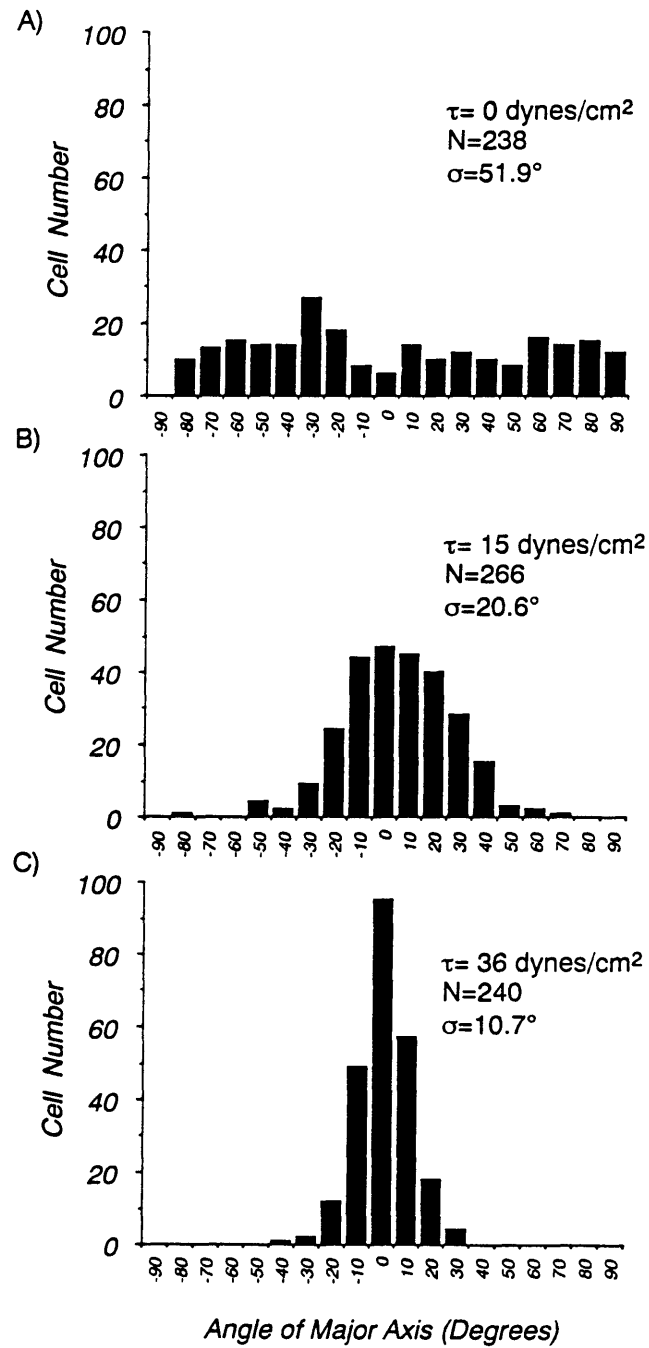 A)
100
80
60
40
20
0
Cell Number
τ= 0 dynes/cm²
N=238
σ=51.9°
-90 -80 -70 -60 -50 -40 -30 -20 -10 0 10 20 30 40 50 60 70 80 90
B)
100
80
60
40
20
0
Cell Number
τ= 15 dynes/cm²
N=266
σ=20.6°
-90 -80 -70 -60 -50 -40 -30 -20 -10 0 10 20 30 40 50 60 70 80 90
C)
100
80
60
40
20
0
Cell Number
τ= 36 dynes/cm²
N=240
σ=10.7°
-90 -80 -70 -60 -50 -40 -30 -20 -10 0 10 20 30 40 50 60 70 80 90
Angle of Major Axis (Degrees)